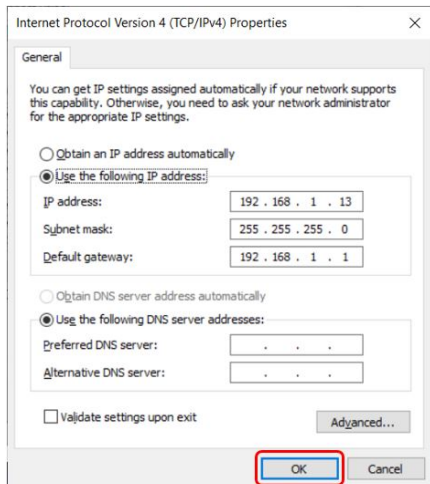 Internet Protocol Version 4 (TCP/IPv4) Properties
General
You can get IP settings assigned automatically if your network supports
this capability. Otherwise, you need to ask your network administrator
for the appropriate IP settings.
Obtain an IP address automatically
Use the following IP address:
IP address: 192 . 168 . 1 . 13
Subnet mask: 255 . 255 . 255 . 0
Default gateway: 192 . 168 . 1 . 1
Obtain DNS server address automatically
Use the following DNS server addresses:
Preferred DNS server: . . .
Alternative DNS server: . . .
Validate settings upon exit
Advanced...
OK Cancel